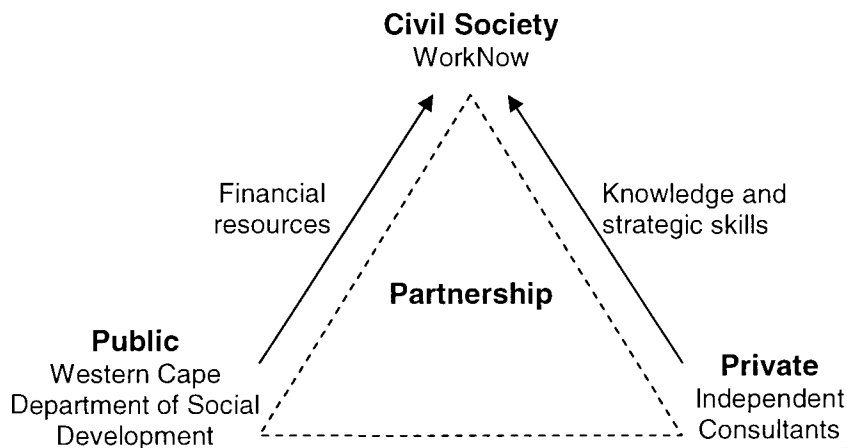 Civil Society
WorkNow
Financial
resources
Knowledge and
strategic skills
Partnership
Public
Western Cape
Department of Social
Development
Private
Independent
Consultants